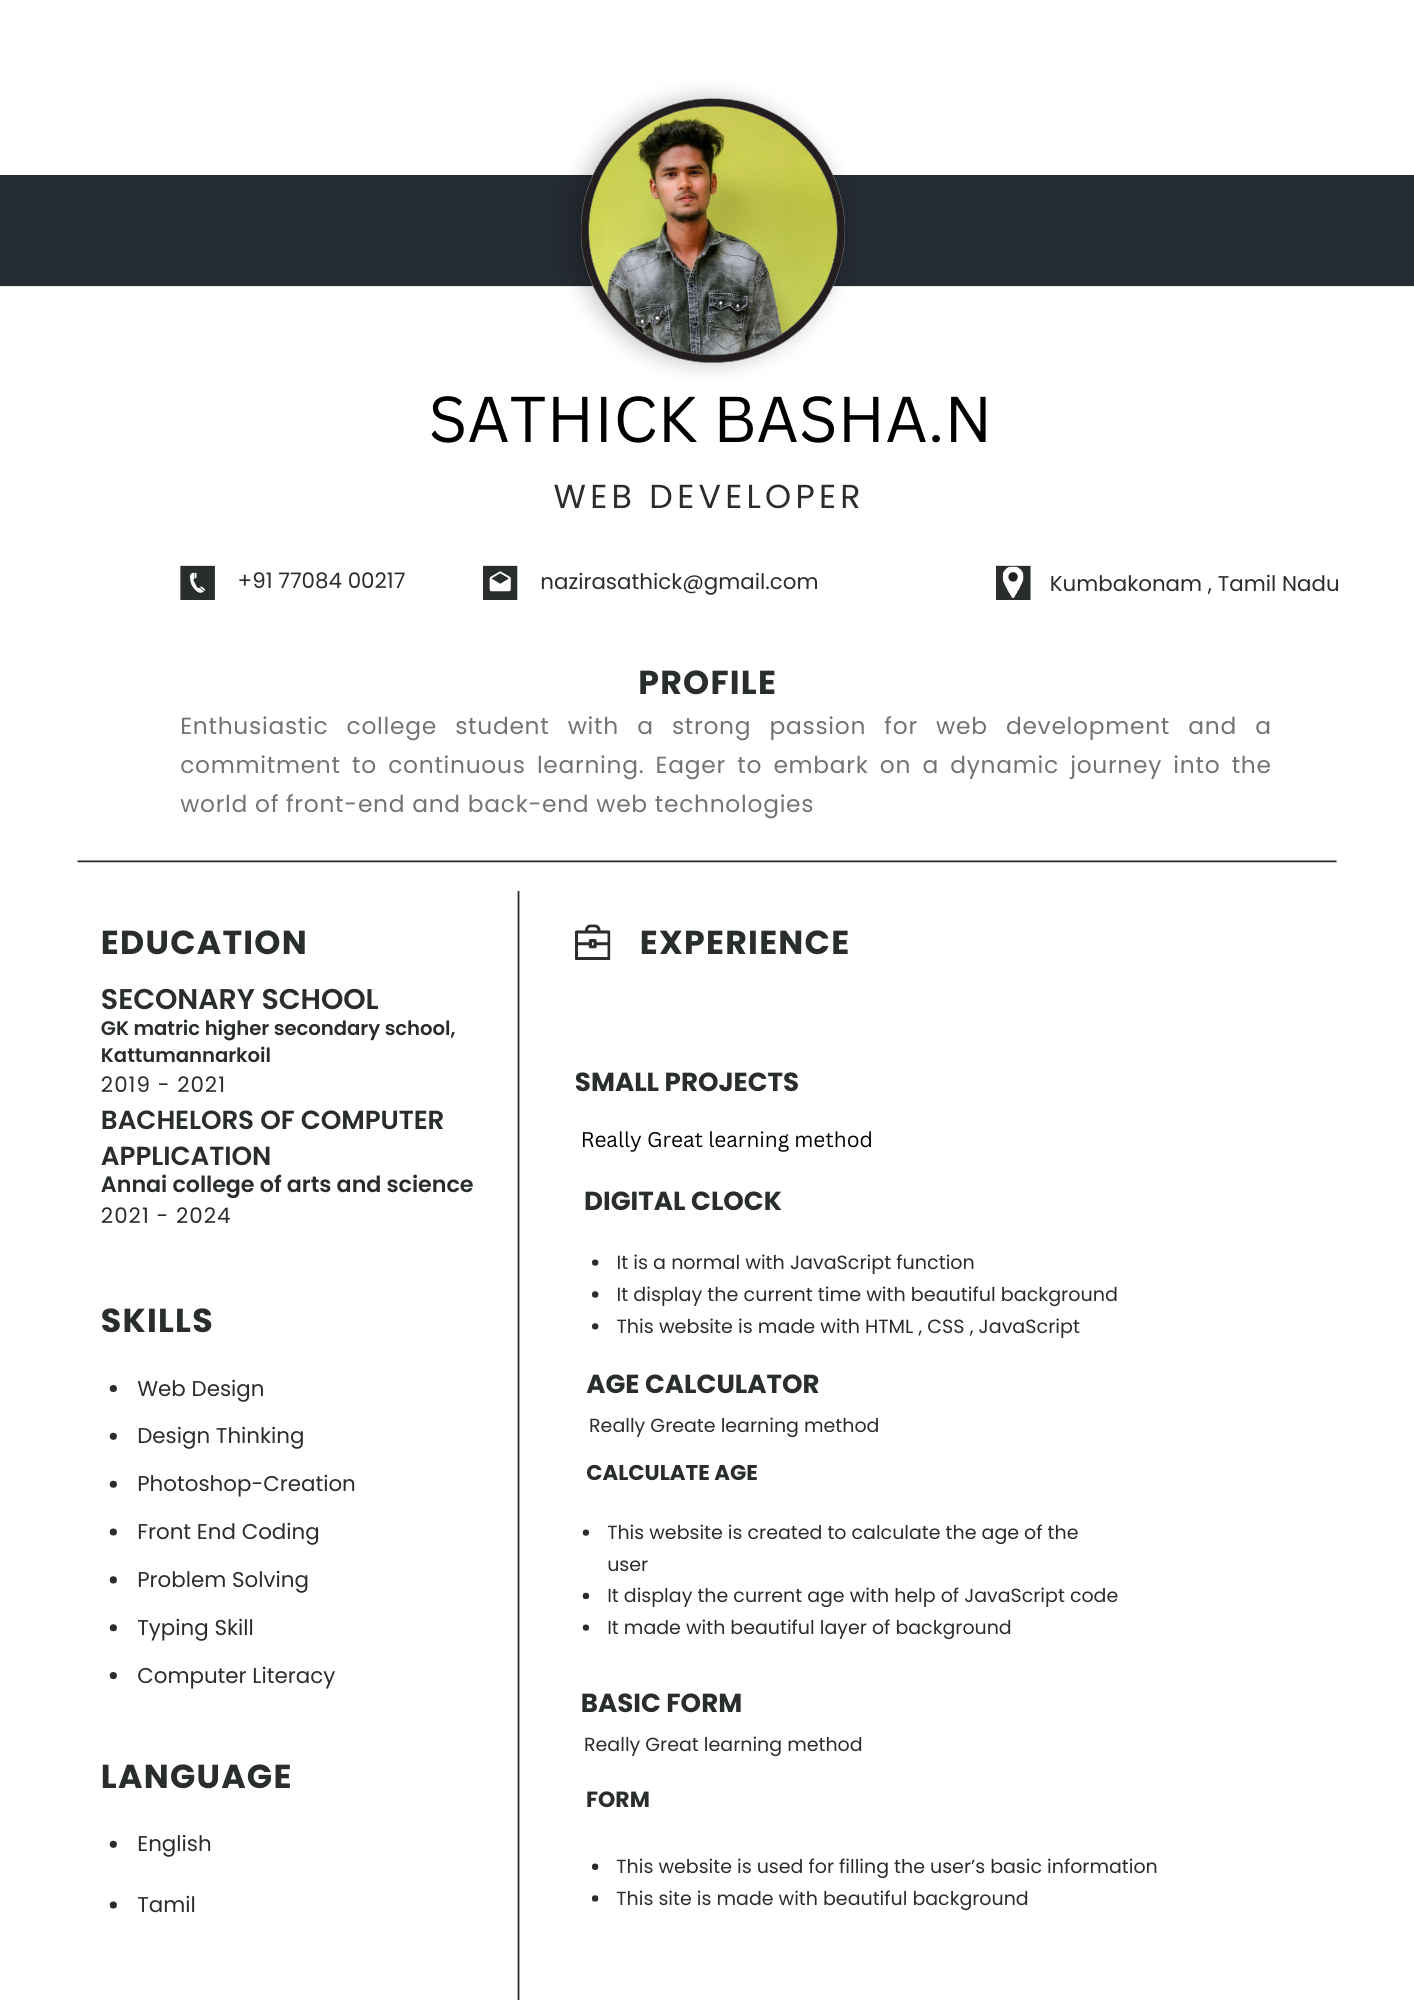 SATHICK BASHA.N
WEB DEVELOPER
+91 77084 00217
nazirasathick@gmail.com
Kumbakonam , Tamil Nadu
PROFILE
Enthusiastic college student with a strong passion for web development and a
commitment to continuous learning. Eager to embark on a dynamic journey into the
world of front-end and back-end web technologies
EDUCATION
SECONARY SCHOOL
GK matric higher secondary school,
Kattumannarkoil
2019 - 2021
BACHELORS OF COMPUTER
APPLICATION
Annai college of arts and science
2021 - 2024
SKILLS
• Web Design
• Design Thinking
• Photoshop-Creation
• Front End Coding
• Problem Solving
• Typing Skill
• Computer Literacy
LANGUAGE
• English
• Tamil
EXPERIENCE
SMALL PROJECTS
Really Great learning method
DIGITAL CLOCK
• It is a normal with JavaScript function
• It display the current time with beautiful background
• This website is made with HTML , CSS , JavaScript
AGE CALCULATOR
Really Greate learning method
CALCULATE AGE
• This website is created to calculate the age of the
user
• It display the current age with help of JavaScript code
• It made with beautiful layer of background
BASIC FORM
Really Great learning method
FORM
• This website is used for filling the user’s basic information
• This site is made with beautiful background